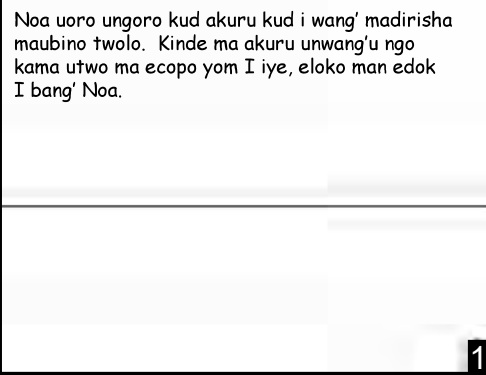 Noa uoro ungoro kud akuru kud i wang' madirisha
maubino twolo. Kinde ma akuru unwang'u ngo
kama utwo ma ecopo yom I iye, eloko man edok
I bang' Noa.
1